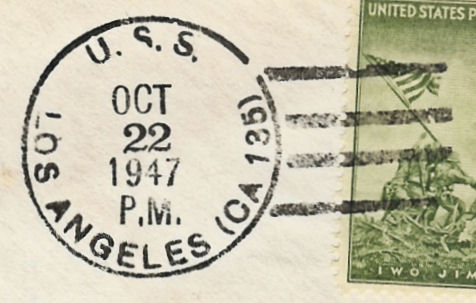 U.S.S.
LOS ANGELES (CA 135)
OCT
22
1947
P.M.
UNITED STATES P
IWO JIM